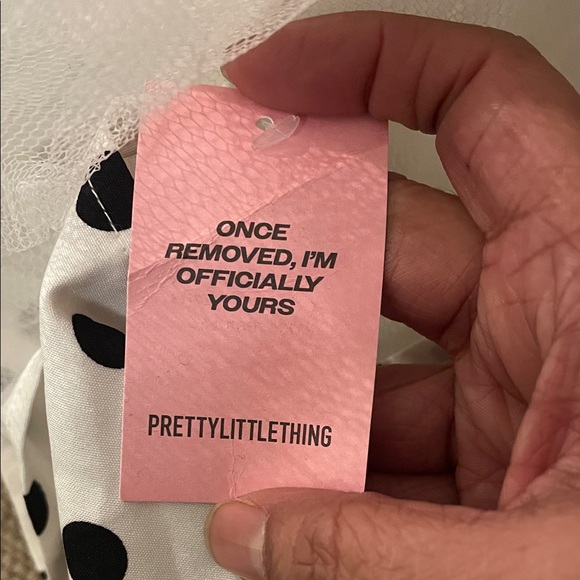 ONCE
REMOVED, I'M
OFFICIALLY
YOURS
PRETTYLITTLETHING